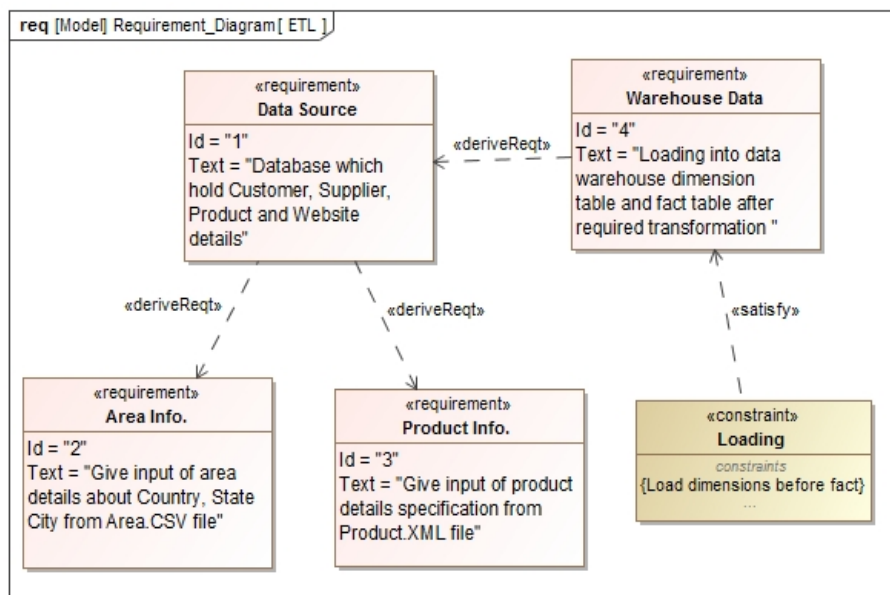 req [Model] Requirement_Diagram[ ETL ]
«requirement»
Data Source
Id = "1"
Text = "Database which
hold Customer, Supplier,
Product and Website
details"
«deriveReqt»
«requirement»
Warehouse Data
Id = "4"
Text = "Loading into data
warehouse dimension
table and fact table after
required transformation "
«deriveReqt»
«deriveReqt»
«satisfy»
«requirement»
Area Info.
Id = "2"
Text = "Give input of area
details about Country, State
City from Area.CSV file"
«requirement»
Product Info.
Id = "3"
Text = "Give input of product
details specification from
Product.XML file"
«constraint»
Loading
constraints
{Load dimensions before fact}
...